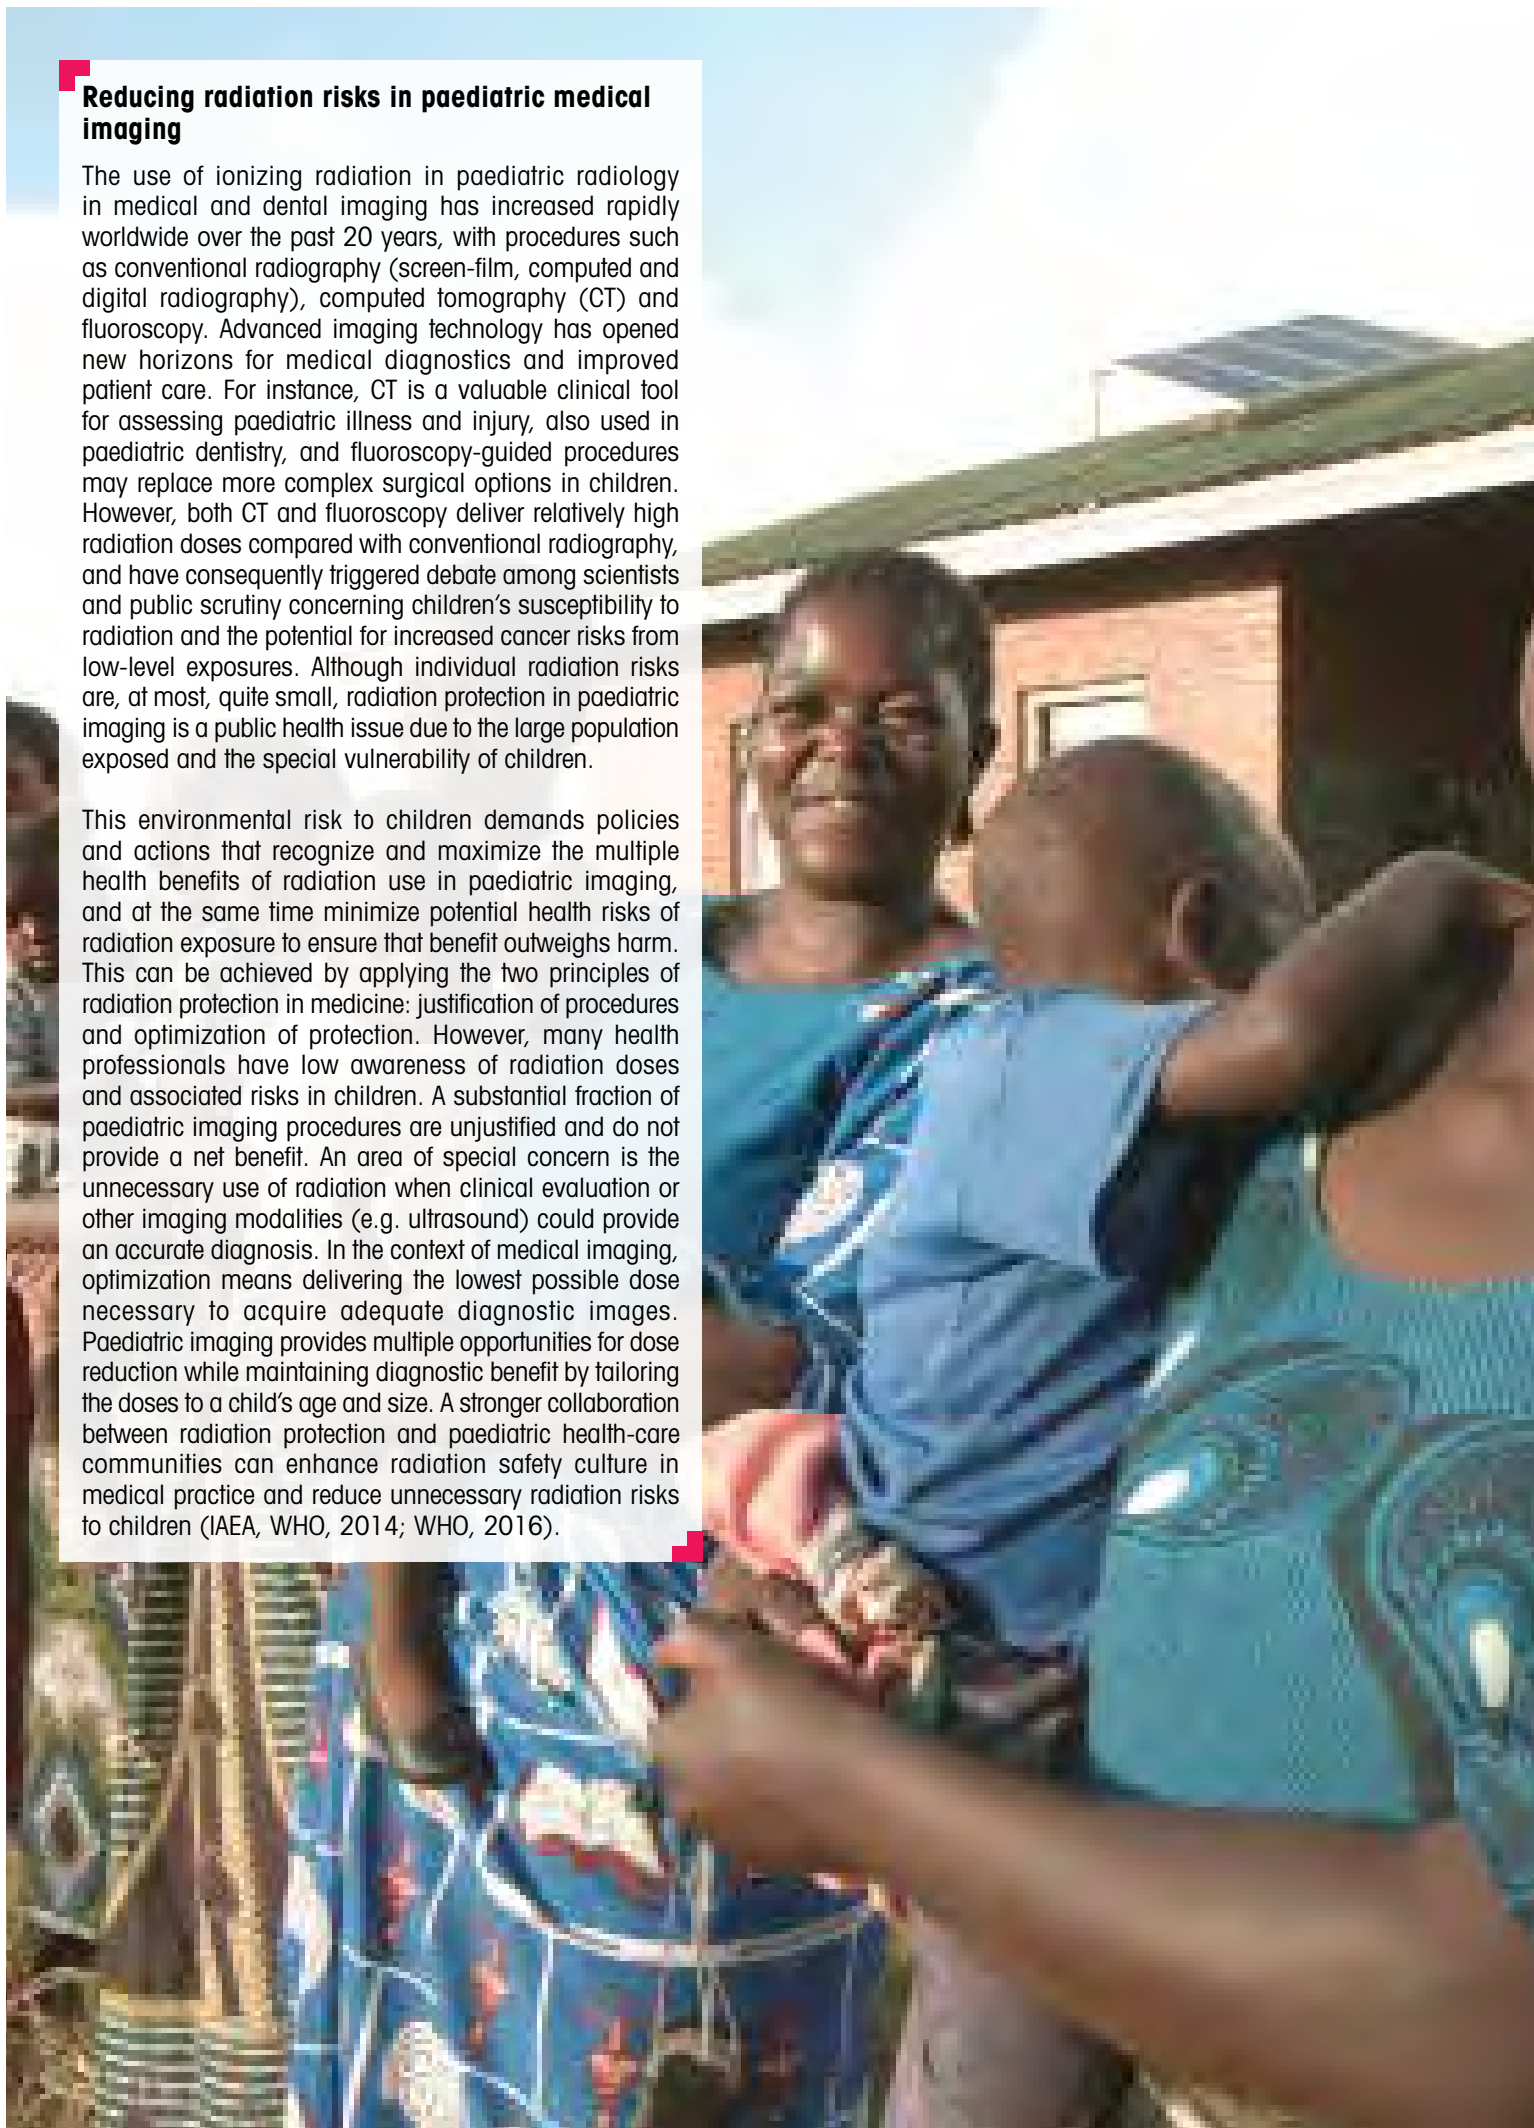 Reducing radiation risks in paediatric medical
imaging
The use of ionizing radiation in paediatric radiology
in medical and dental imaging has increased rapidly
worldwide over the past 20 years, with procedures such
as conventional radiography (screen-film, computed and
digital radiography), computed tomography (CT) and
fluoroscopy. Advanced imaging technology has opened
new horizons for medical diagnostics and improved
patient care. For instance, CT is a valuable clinical tool
for assessing paediatric illness and injury, also used in
paediatric dentistry, and fluoroscopy-guided procedures
may replace more complex surgical options in children.
However, both CT and fluoroscopy deliver relatively high
radiation doses compared with conventional radiography,
and have consequently triggered debate among scientists
and public scrutiny concerning children’s susceptibility to
radiation and the potential for increased cancer risks from
low-level exposures. Although individual radiation risks
are, at most, quite small, radiation protection in paediatric
imaging is a public health issue due to the large population
exposed and the special vulnerability of children.
This environmental risk to children demands policies
and actions that recognize and maximize the multiple
health benefits of radiation use in paediatric imaging,
and at the same time minimize potential health risks of
radiation exposure to ensure that benefit outweighs harm.
This can be achieved by applying the two principles of
radiation protection in medicine: justification of procedures
and optimization of protection. However, many health
professionals have low awareness of radiation doses
and associated risks in children. A substantial fraction of
paediatric imaging procedures are unjustified and do not
provide a net benefit. An area of special concern is the
unnecessary use of radiation when clinical evaluation or
other imaging modalities (e.g. ultrasound) could provide
an accurate diagnosis. In the context of medical imaging,
optimization means delivering the lowest possible dose
necessary to acquire adequate diagnostic images.
Paediatric imaging provides multiple opportunities for dose
reduction while maintaining diagnostic benefit by tailoring
the doses to a child’s age and size. A stronger collaboration
between radiation protection and paediatric health-care
communities can enhance radiation safety culture in
medical practice and reduce unnecessary radiation risks
to children (IAEA, WHO, 2014; WHO, 2016).